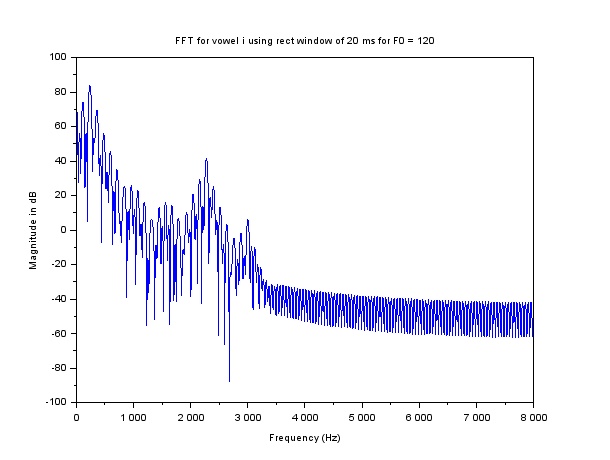 FFT for vowel i using rect window of 20 ms for F0 = 120
Magnitude in dB
100
80
60
40
20
0
-20
-40
-60
-80
-100
0 1 000 2 000 3 000 4 000 5 000 6 000 7 000 8 000
Frequency (Hz)